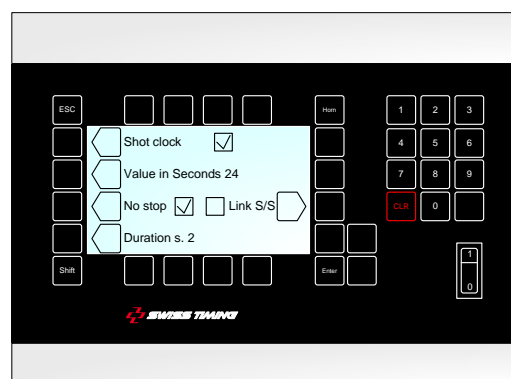 ESC
Hom
1 2 3
Shot clock
4 5 6
Value in Seconds 24
7 8 9
No stop Link S/S
CLR 0
Duration s. 2
Shift
Enter
1
0
SWISS TIMING